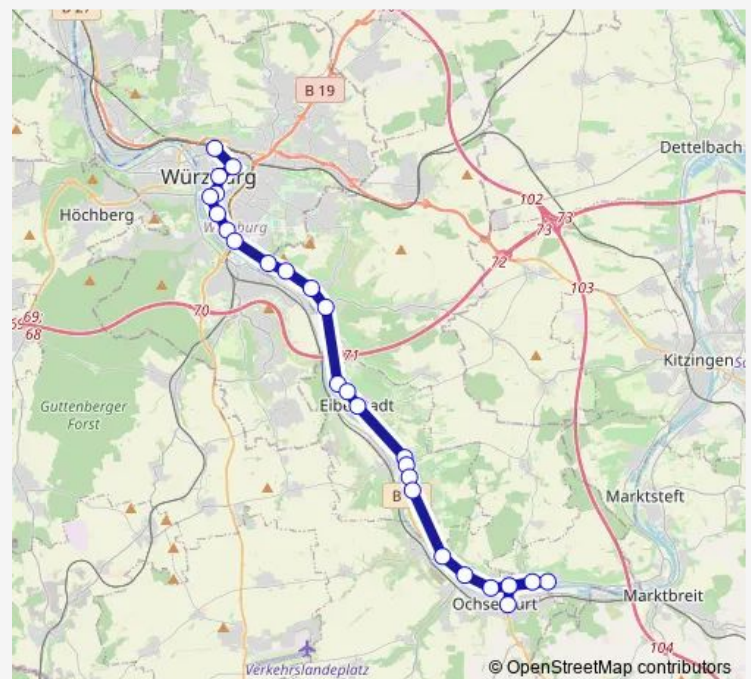 B 27
B 19
Dettelbach
Würzburg
102
73
73
Höchberg
Würzburg
72
103
70
69;
69
68
71
Kitzingen
Guttenberger
Forst
Eibelstadt
B
Marktsteft
Ochsenfurt
Marktbreit
104
Verkehrslandeplatz
© OpenStreetMap contributors